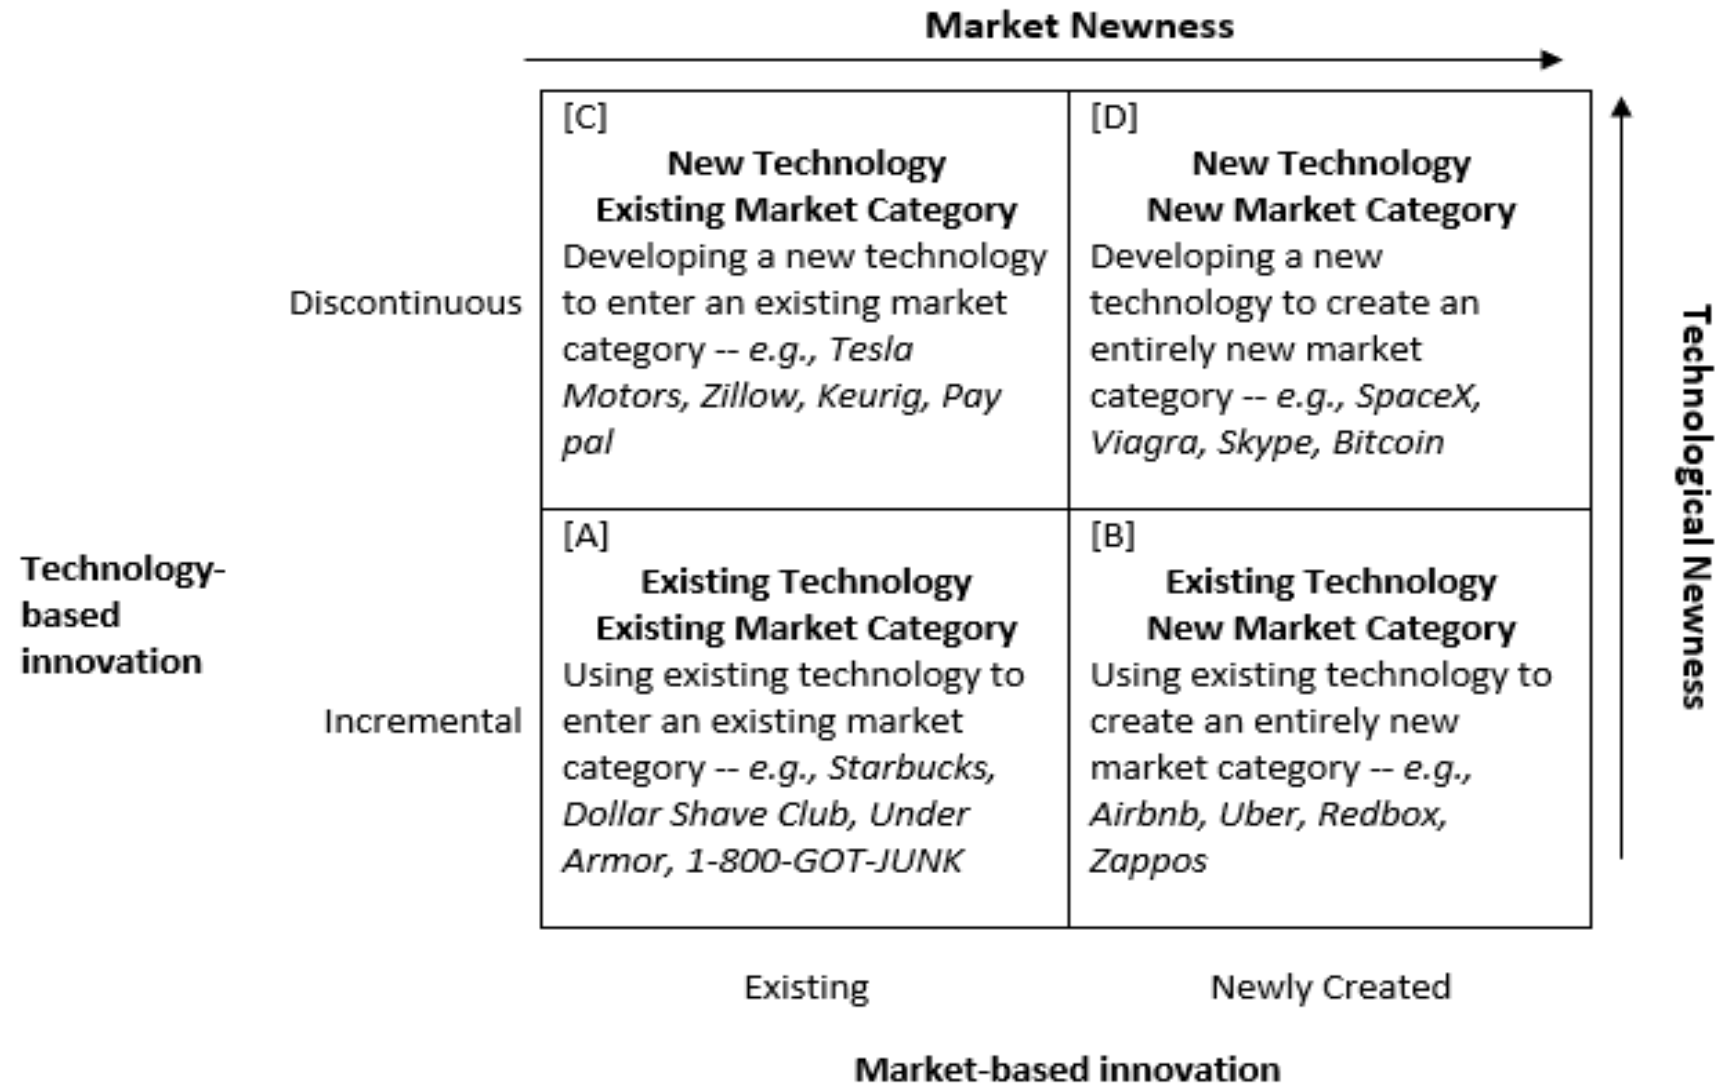 Market Newness
[C]
New Technology
Existing Market Category
Developing a new technology
to enter an existing market
category -- e.g., Tesla
Motors, Zillow, Keurig, Pay
pal
[D]
New Technology
New Market Category
Developing a new
technology to create an
entirely new market
category -- e.g., SpaceX,
Viagra, Skype, Bitcoin
Discontinuous
Technological Newness
Technology-
based
innovation
Incremental
[A]
Existing Technology
Existing Market Category
Using existing technology to
enter an existing market
category -- e.g., Starbucks,
Dollar Shave Club, Under
Armor, 1-800-GOT-JUNK
[B]
Existing Technology
New Market Category
Using existing technology to
create an entirely new
market category -- e.g.,
Airbnb, Uber, Redbox,
Zappos
Existing
Newly Created
Market-based innovation